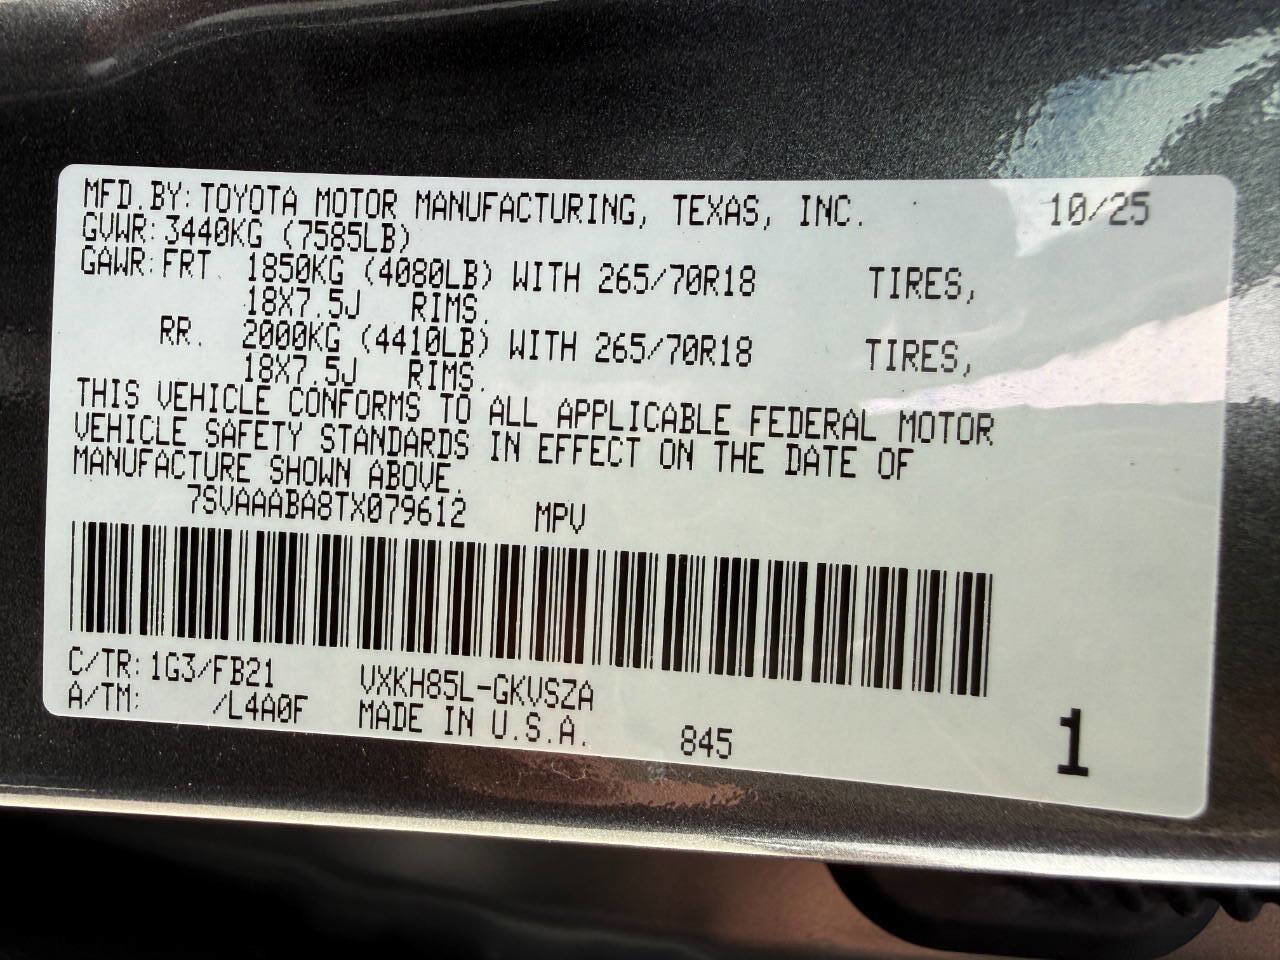 MFD.BY: TOYOTA MOTOR MANUFACTURING, TEXAS, INC. 10/25
GVWR: 3440KG (7585LB)
GAWR: FRT. 1850KG (4080LB) WITH 265/70R18 TIRES,
18X7.5J RIMS.
RR. 2000KG (4410LB) WITH 265/70R18 TIRES,
18X7.5J RIMS.
THIS VEHICLE CONFORMS TO ALL APPLICABLE FEDERAL MOTOR
VEHICLE SAFETY STANDARDS IN EFFECT ON THE DATE OF
MANUFACTURE SHOWN ABOVE.
7SVAAABA8TX079612 MPV
C/TR: 1G3/FB21 VXKH85L-GKVSZA
A/TM: /L4A0F MADE IN U.S.A. 845 1